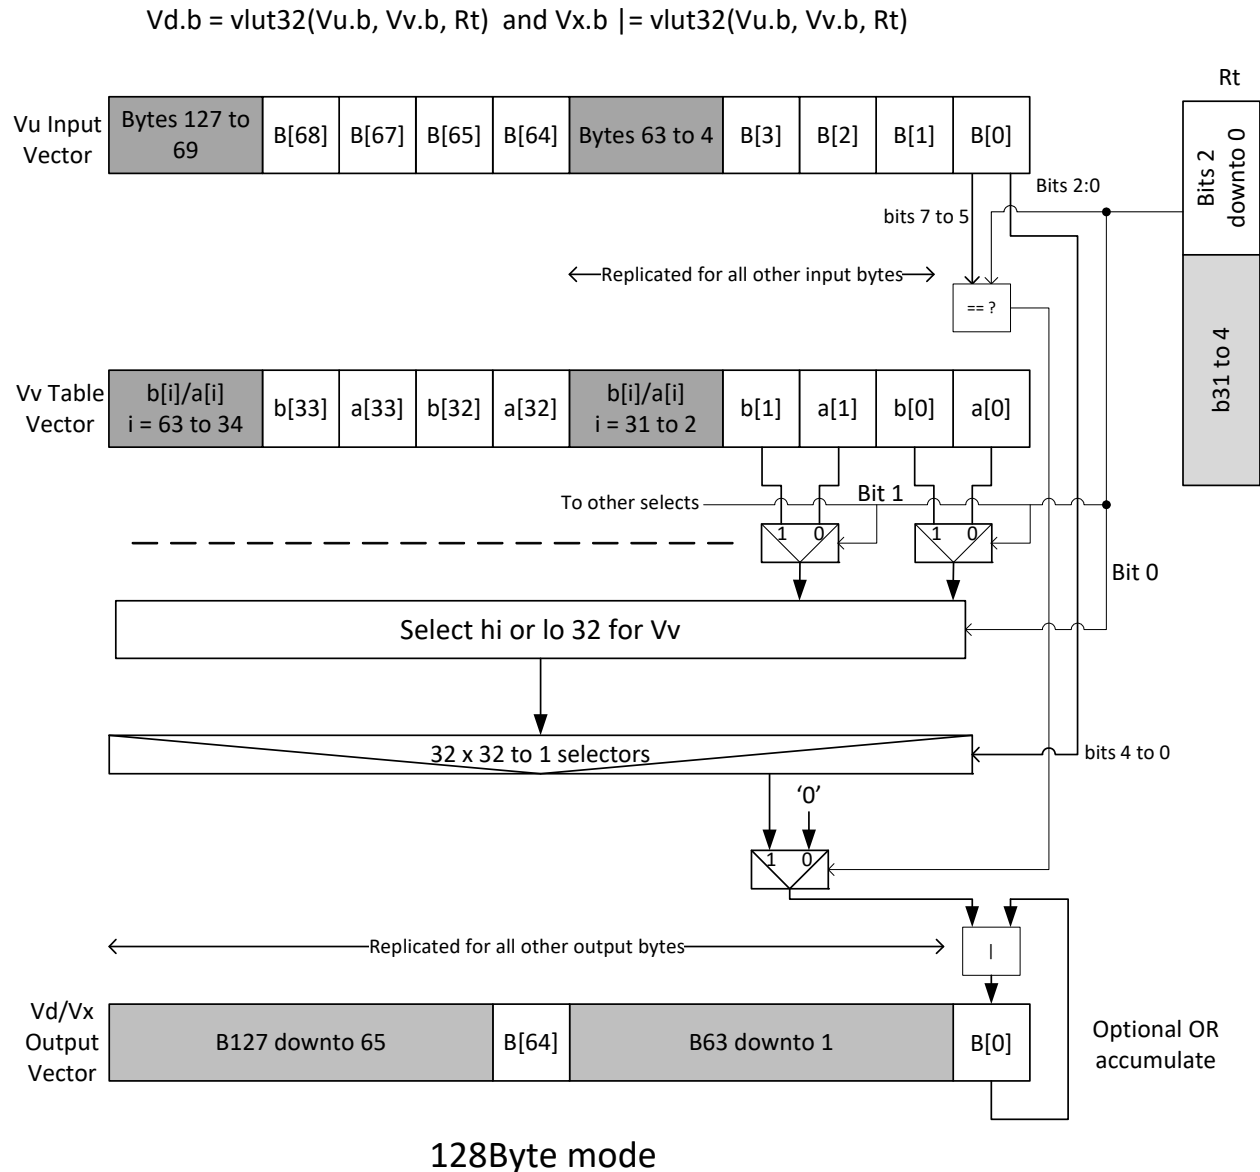 Vd.b = vlut32(Vu.b, Vv.b, Rt) and Vx.b |= vlut32(Vu.b, Vv.b, Rt)
Rt
Vu Input
Vector
Bytes 127 to
69
B[68]
B[67]
B[65]
B[64]
Bytes 63 to 4
B[3]
B[2]
B[1]
B[0]
Bits 2
downto 0
Bits 2:0
bits 7 to 5
Replicated for all other input bytes
== ?
b31 to 4
Vv Table
Vector
b[i]/a[i]
i = 63 to 34
b[33]
a[33]
b[32]
a[32]
b[i]/a[i]
i = 31 to 2
b[1]
a[1]
b[0]
a[0]
To other selects
Bit 1
1
0
1
0
Bit 0
Select hi or lo 32 for Vv
32 x 32 to 1 selectors
bits 4 to 0
‘0’
1
0
Replicated for all other output bytes
|
Vd/Vx
Output
Vector
B127 downto 65
B[64]
B63 downto 1
B[0]
Optional OR
accumulate
128Byte mode